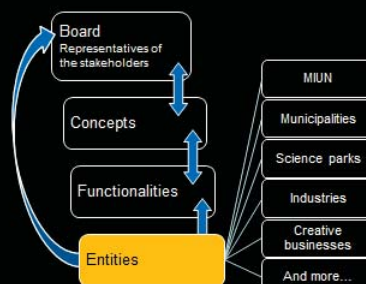 Board
Representatives of
the stakeholders
Concepts
Functionalities
Entities
MIUN
Municipalities
Science parks
Industries
Creative
businesses
And more...